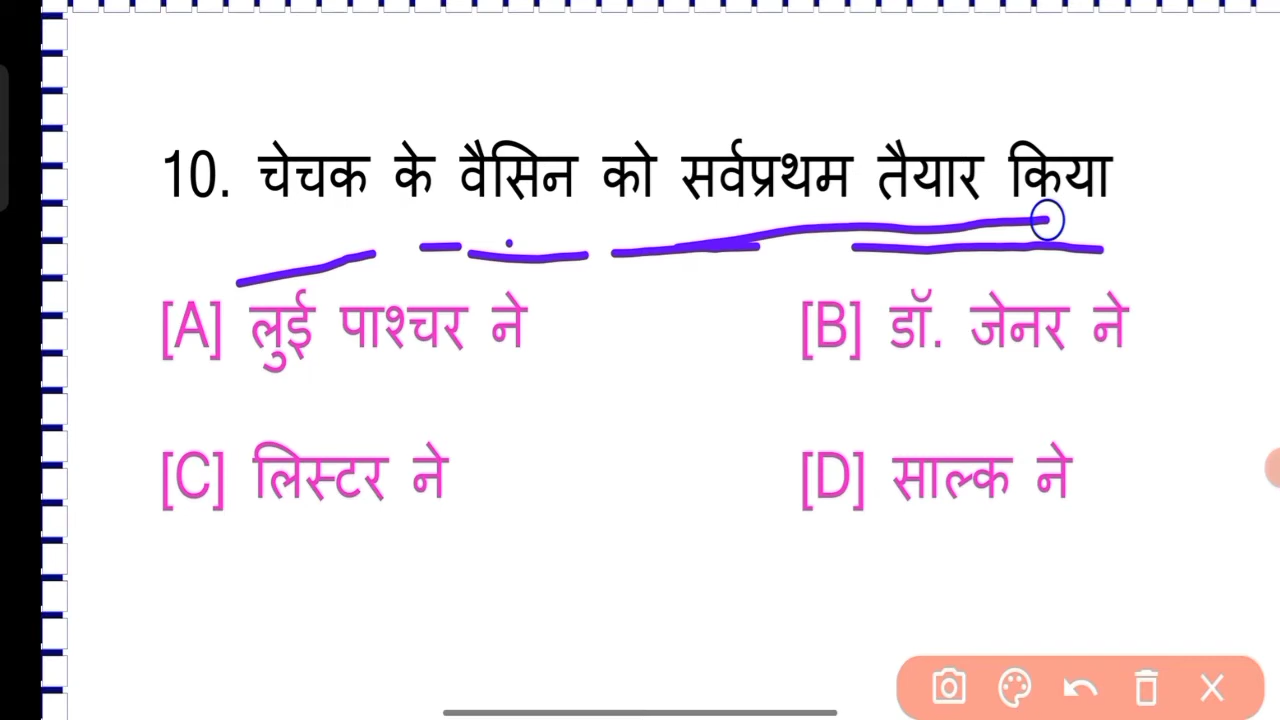 10. चेचक के वैसिन को सर्वप्रथम तैयार किया
[A] लुई पाश्चर ने [B] डॉ. जेनर ने
[C] लिस्टर ने [D] साल्क ने